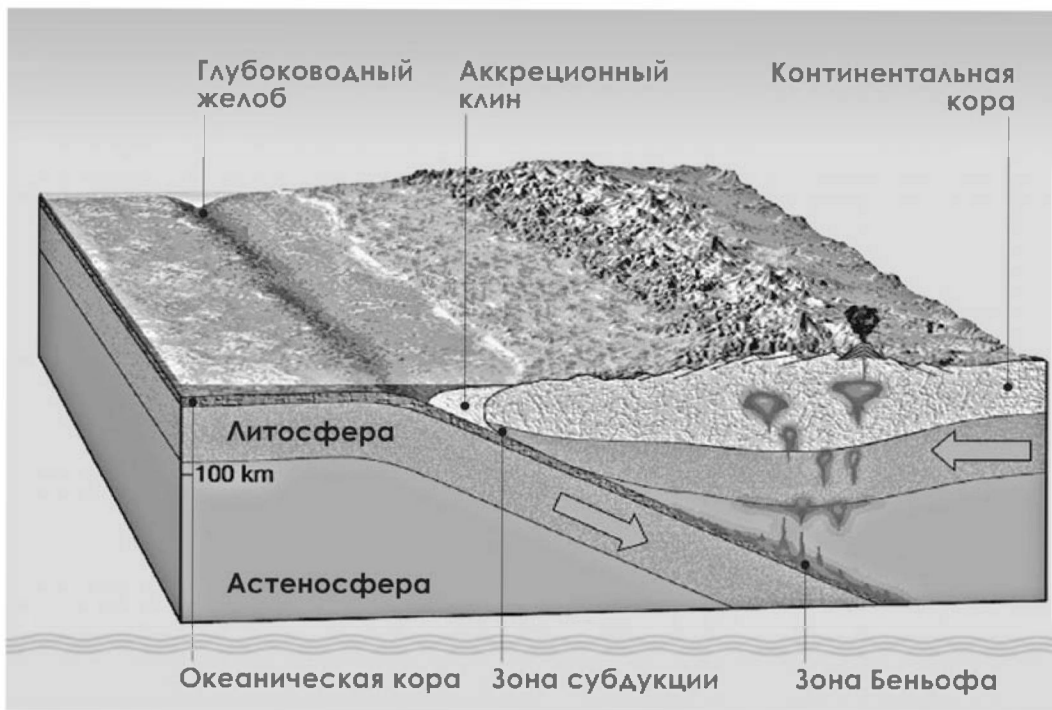 Глубоководный
желоб
Аккреционный
клин
Континентальная
кора
Литосфера
100 km
Астеносфера
Океаническая кора
Зона субдукции
Зона Беньофа